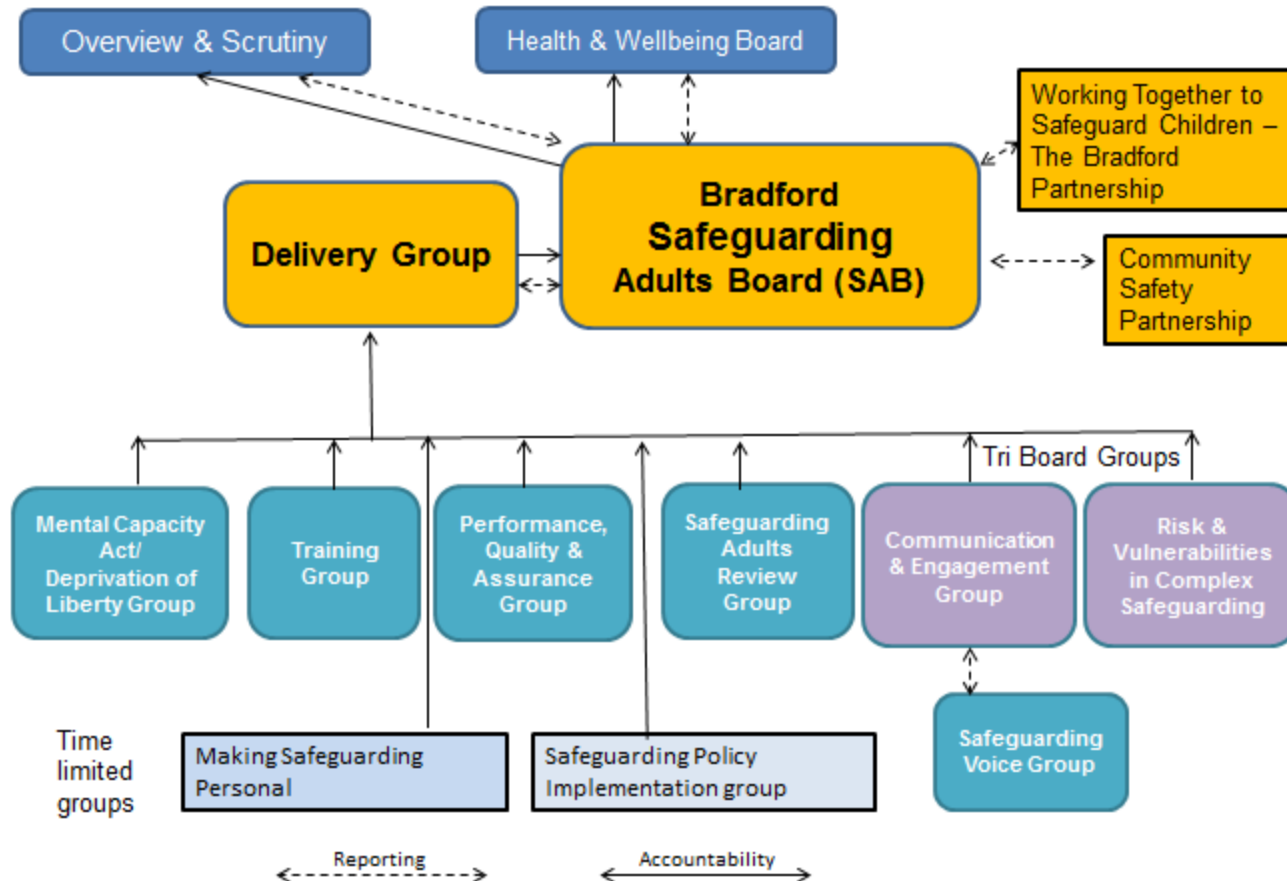 Overview & Scrutiny
Health & Wellbeing Board
Working Together to
Safeguard Children –
The Bradford
Partnership
Bradford
Safeguarding
Adults Board (SAB)
Delivery Group
Community
Safety
Partnership
Tri Board Groups
Mental Capacity
Act/
Deprivation of
Liberty Group
Training
Group
Performance,
Quality &
Assurance
Group
Safeguarding
Adults
Review
Group
Communication
& Engagement
Group
Risk &
Vulnerabilities
in Complex
Safeguarding
Time
limited
groups
Making Safeguarding
Personal
Safeguarding Policy
Implementation group
Safeguarding
Voice Group
Reporting
Accountability